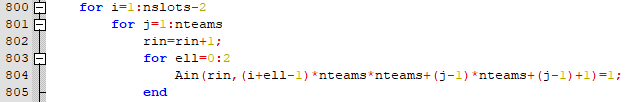 800 for i=1:nslots-2
801 for j=1:nteams
802 rin=rin+1;
803 for ell=0:2
804 Ain(rin,(i+ell-1)*nteams*nteams+(j-1)*nteams+(j-1)+1)=1;
805 end